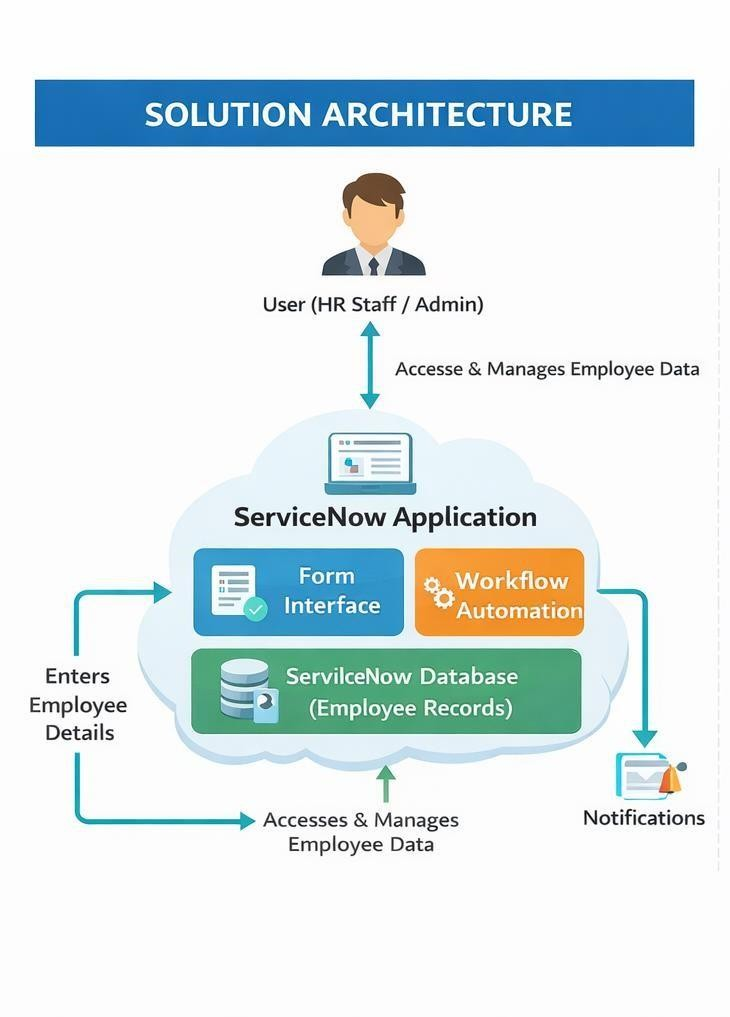 SOLUTION ARCHITECTURE
User (HR Staff / Admin)
Accesse & Manages Employee Data
ServiceNow Application
Form
Interface
Workflow
Automation
ServilceNow Database
(Employee Records)
Enters
Employee
Details
Accesses & Manages
Employee Data
Notifications